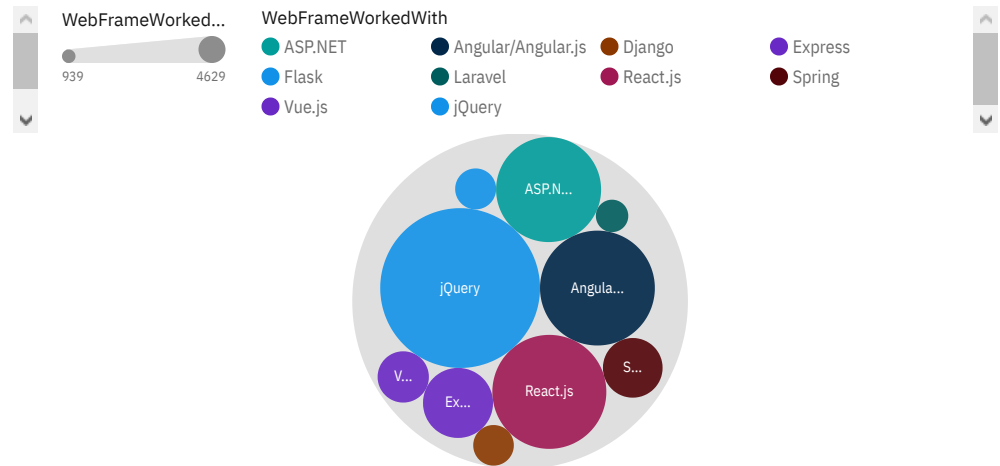 WebFrameWorked...
939 4629
WebFrameWorkedWith
ASP.NET Angular/Angular.js Django Express
Flask Laravel React.js Spring
Vue.js jQuery
ASP.N...
jQuery Angula...
V... Ex... React.js S...